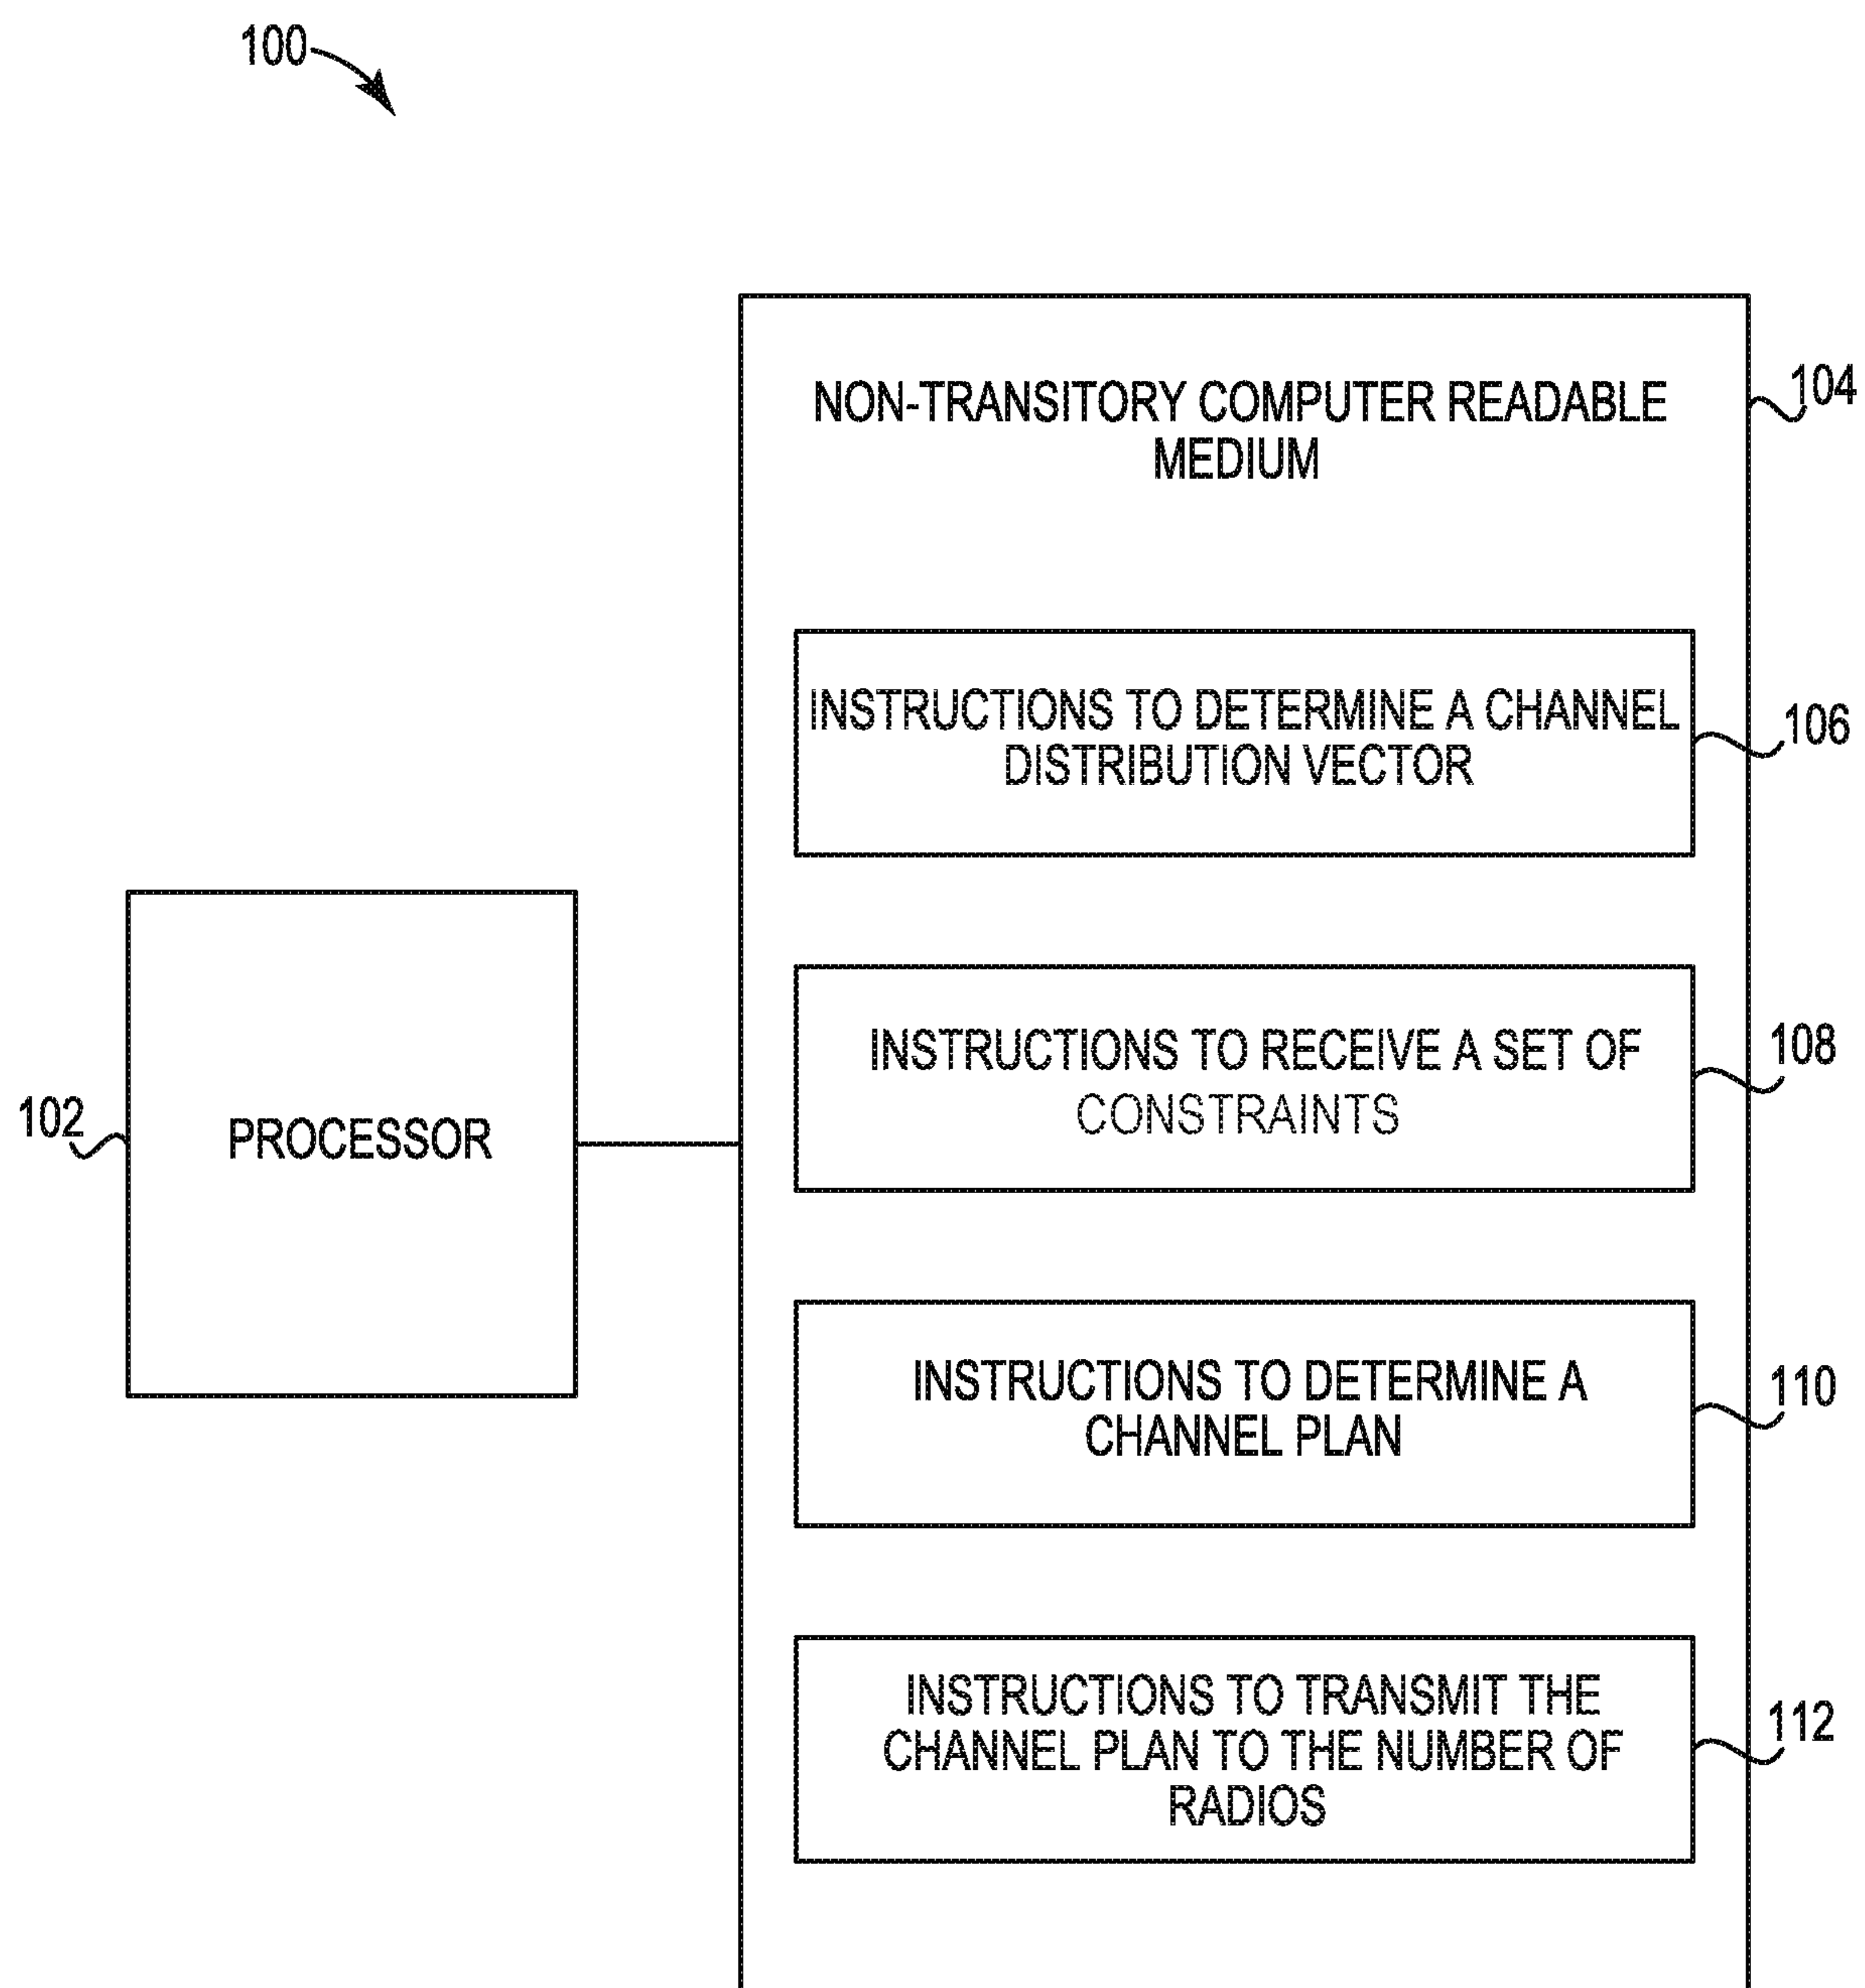 100
NON-TRANSITORY COMPUTER READABLE
MEDIUM
104
INSTRUCTIONS TO DETERMINE A CHANNEL
DISTRIBUTION VECTOR
106
INSTRUCTIONS TO RECEIVE A SET OF
CONSTRAINTS
108
102
PROCESSOR
INSTRUCTIONS TO DETERMINE A
CHANNEL PLAN
110
INSTRUCTIONS TO TRANSMIT THE
CHANNEL PLAN TO THE NUMBER OF
RADIOS
112